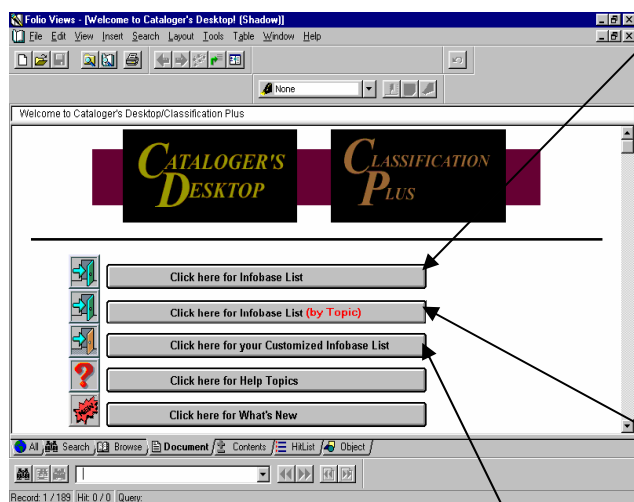 Folio Views - [Welcome to Cataloger's Desktop! (Shadow)]
File Edit View Insert Search Layout Tools Table Window Help
None
Welcome to Cataloger's Desktop/Classification Plus
CATALOGER'S DESKTOP
CLASSIFICATION PLUS
Click here for Infobase List
Click here for Infobase List (by Topic)
Click here for your Customized Infobase List
Click here for Help Topics
Click here for What's New
All Search Browse Document Contents HitList Object
Record: 1 / 189 Hit: 0 / 0 Query: